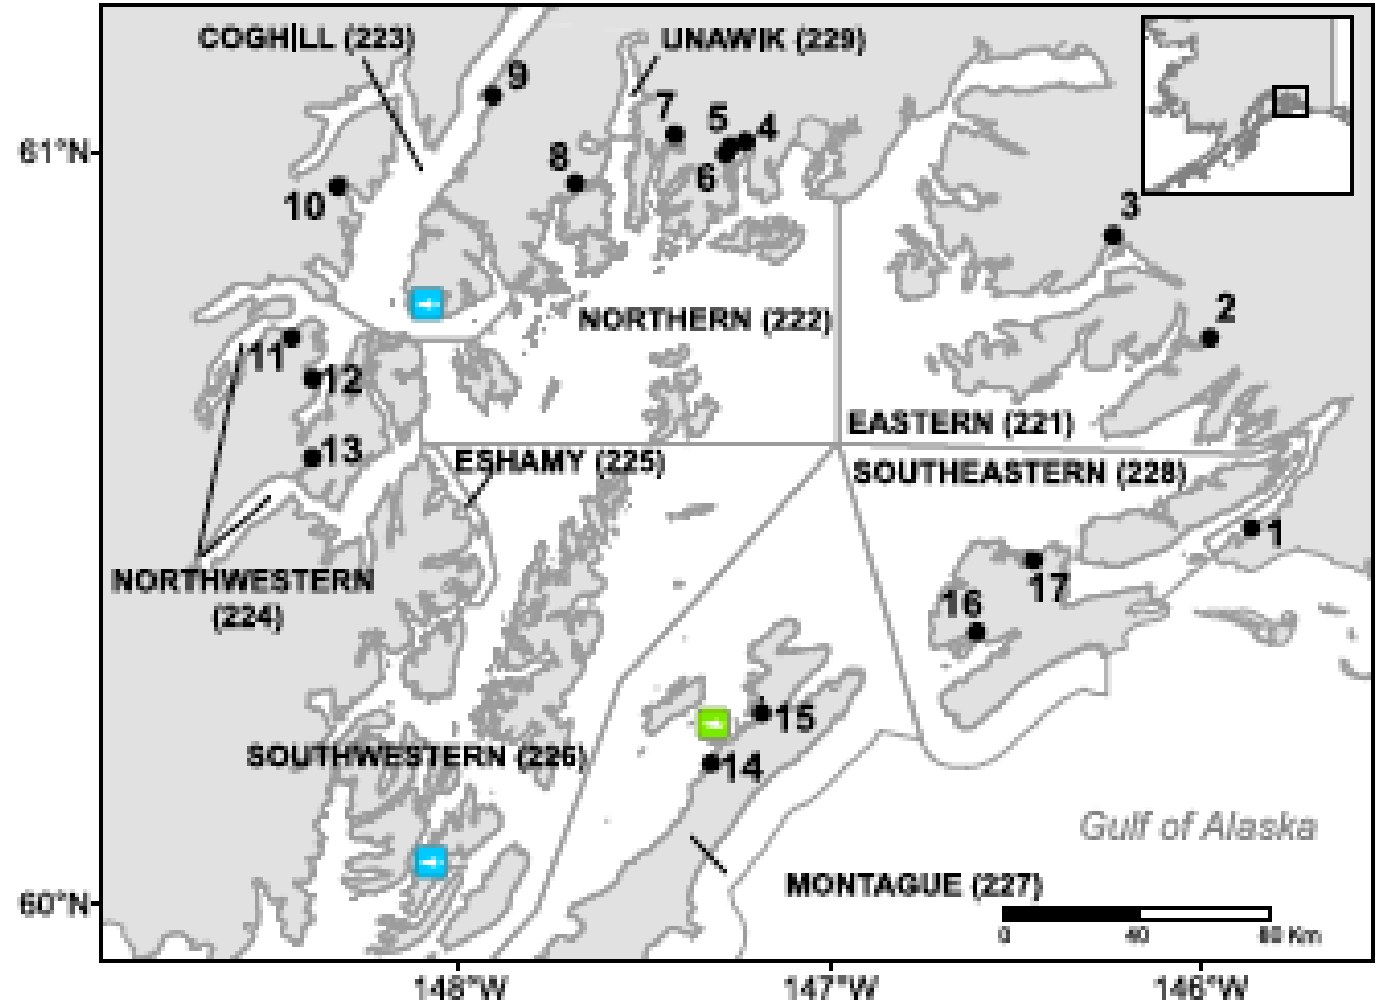 COGHILL (223)
UNAWIK (229)
9
7
5
4
61°N
8
6
10
3
2
NORTHERN (222)
11
12
EASTERN (221)
13
ESHAMY (225)
SOUTHEASTERN (228)
1
NORTHWESTERN
(224)
17
16
15
SOUTHWESTERN (226)
14
Gulf of Alaska
MONTAGUE (227)
60°N
0 40 80 Km
148°W 147°W 146°W